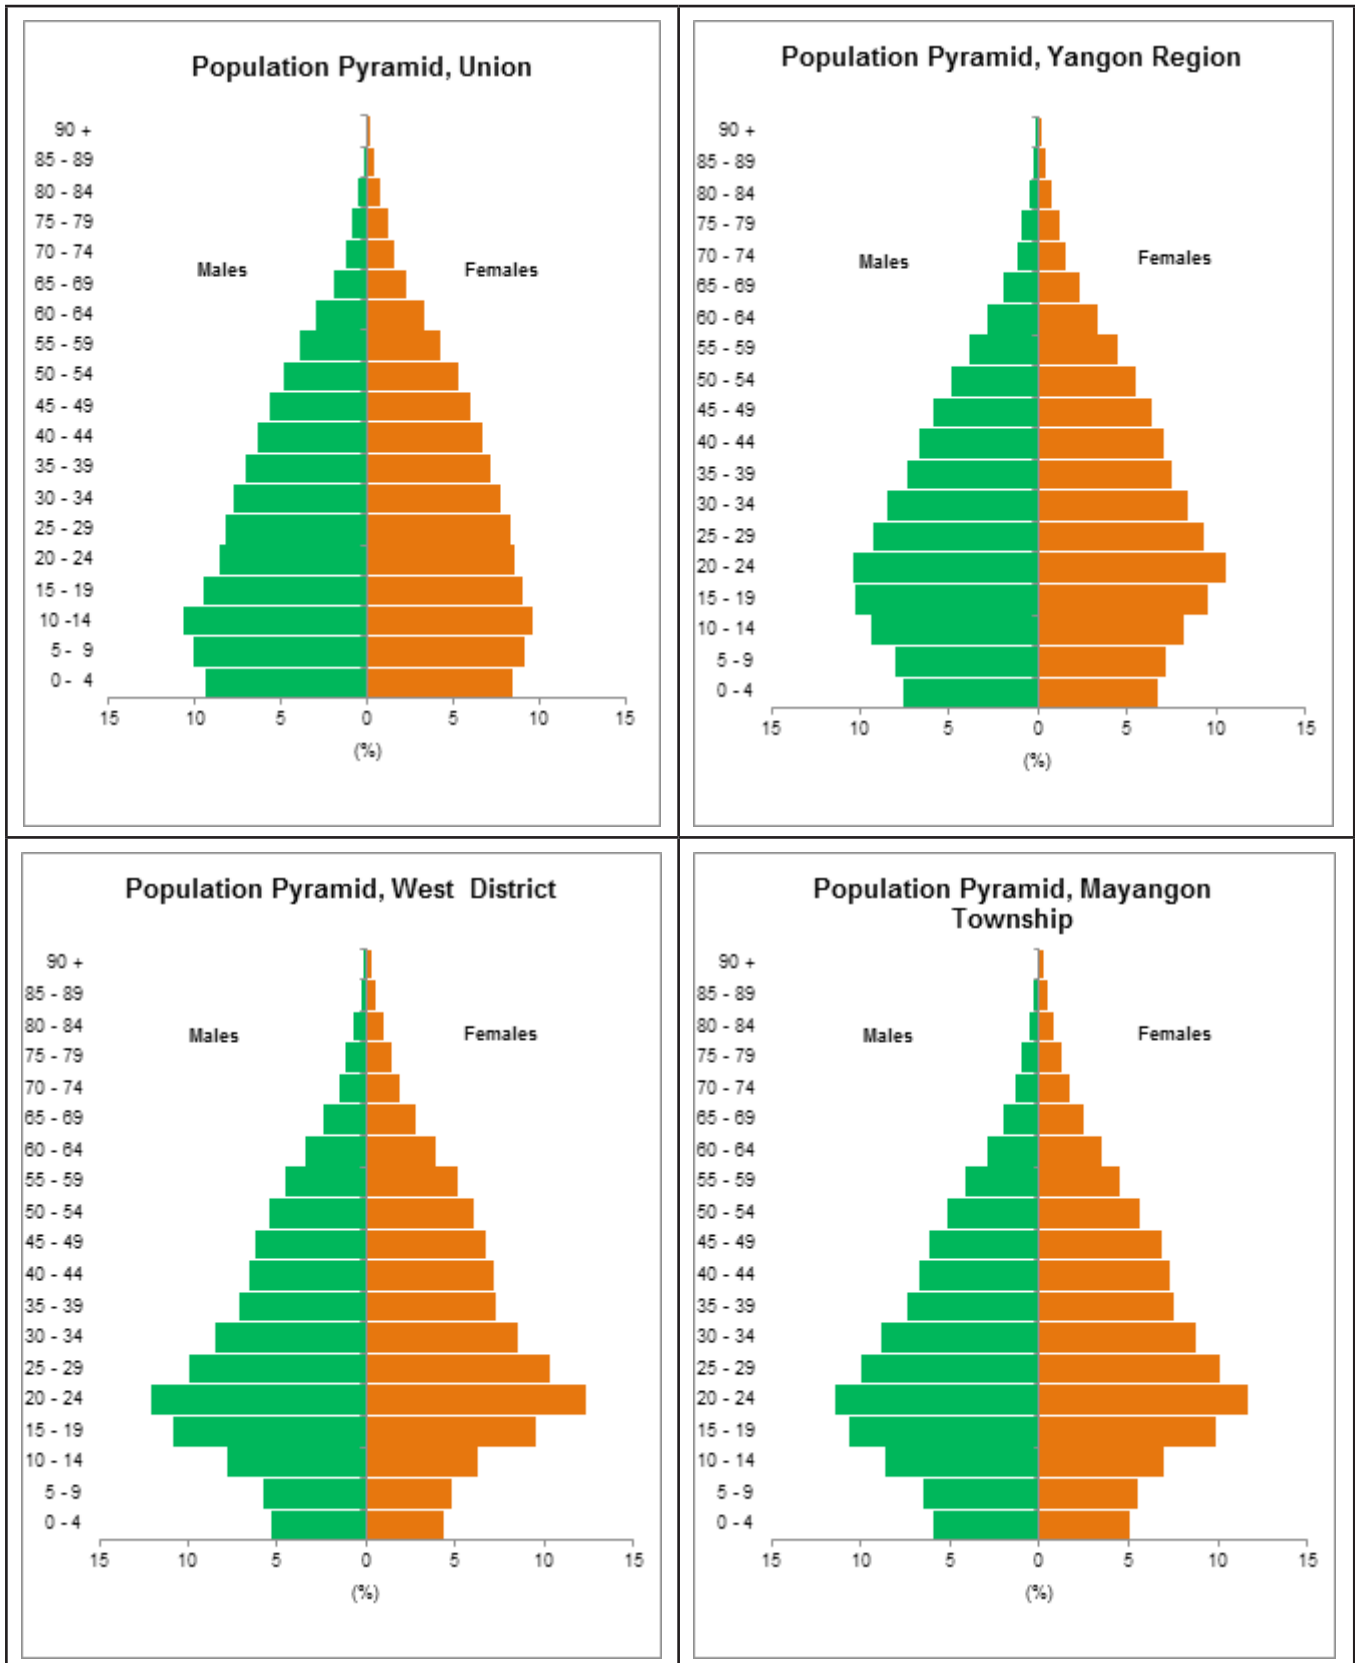 Population Pyramid, Union
90 +
85 - 89
80 - 84
75 - 79
70 - 74
65 - 69
60 - 64
55 - 59
50 - 54
45 - 49
40 - 44
35 - 39
30 - 34
25 - 29
20 - 24
15 - 19
10 -14
5 - 9
0 - 4
Males
Females
15 10 5 0 5 10 15
(%)
Population Pyramid, Yangon Region
90 +
85 - 89
80 - 84
75 - 79
70 - 74
65 - 69
60 - 64
55 - 59
50 - 54
45 - 49
40 - 44
35 - 39
30 - 34
25 - 29
20 - 24
15 - 19
10 - 14
5 - 9
0 - 4
Males
Females
15 10 5 0 5 10 15
(%)
Population Pyramid, West District
90 +
85 - 89
80 - 84
75 - 79
70 - 74
65 - 69
60 - 64
55 - 59
50 - 54
45 - 49
40 - 44
35 - 39
30 - 34
25 - 29
20 - 24
15 - 19
10 - 14
5 - 9
0 - 4
Males
Females
15 10 5 0 5 10 15
(%)
Population Pyramid, Mayangon
Township
90 +
85 - 89
80 - 84
75 - 79
70 - 74
65 - 69
60 - 64
55 - 59
50 - 54
45 - 49
40 - 44
35 - 39
30 - 34
25 - 29
20 - 24
15 - 19
10 - 14
5 - 9
0 - 4
Males
Females
15 10 5 0 5 10 15
(%)